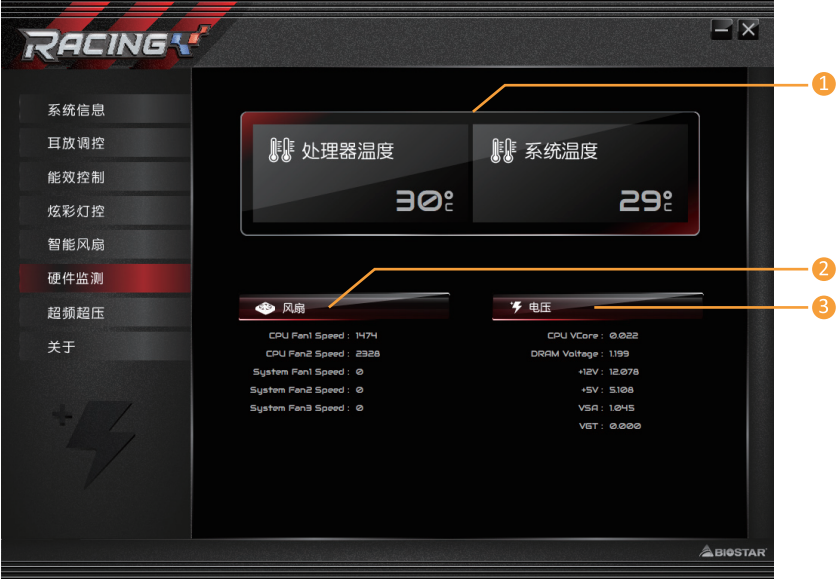 RACING
1
系统信息
耳放调控
能效控制
炫彩灯控
智能风扇
硬件监测
超频超压
关于
处理器温度
30°C
系统温度
29°C
2
风扇
CPU Fan1 Speed : 1474
CPU Fan2 Speed : 2328
System Fan1 Speed : 0
System Fan2 Speed : 0
System Fan3 Speed : 0
3
电压
CPU VCore : 0.022
DRAM Voltage : 1.199
+12V : 12.078
+5V : 5.108
VSA : 1.045
VGT : 0.000
BIOSTAR